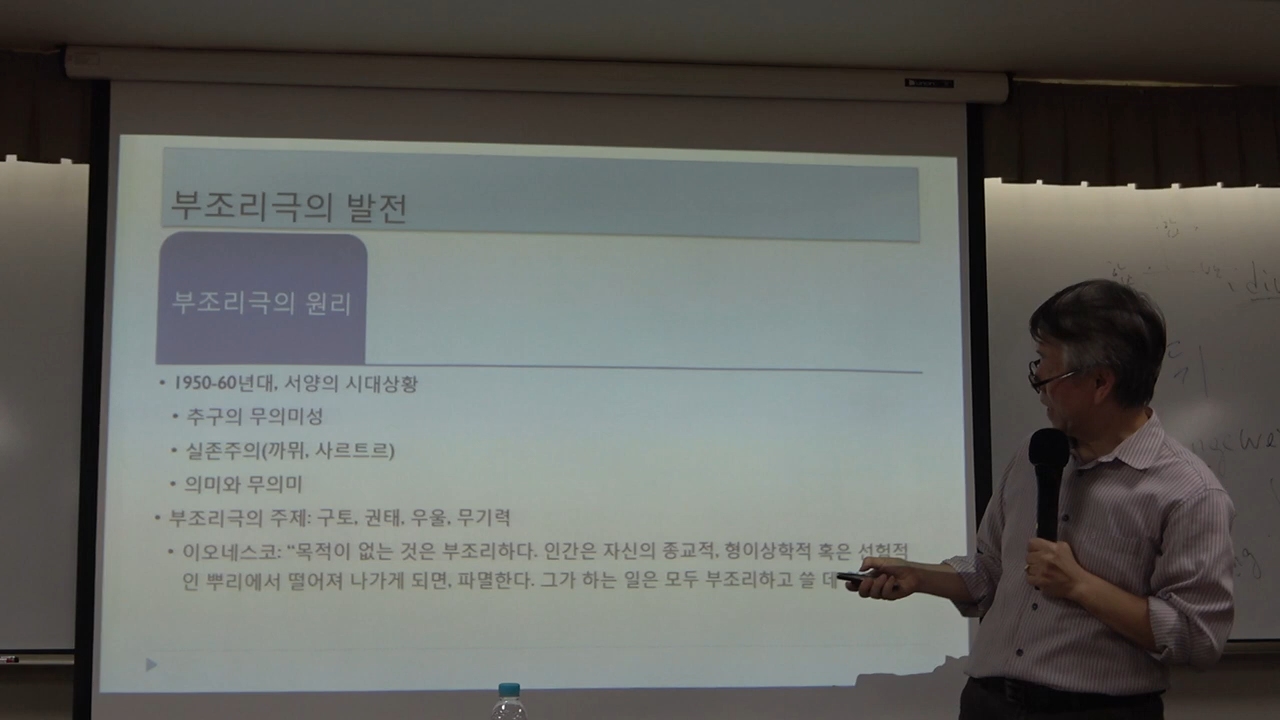 부조리극의 발전
부조리극의 원리
• 1950-60년대, 서양의 시대상황
• 추구의 무의미성
• 실존주의(까뮈, 사르트르)
• 의미와 무의미
• 부조리극의 주제: 구토, 권태, 우울, 무기력
• 이오네스코: "목적이 없는 것은 부조리하다. 인간은 자신의 종교적, 형이상학적 혹은 선험적
인 뿌리에서 떨어져 나가게 되면, 파멸한다. 그가 하는 일은 모두 부조리하고 쓸 데